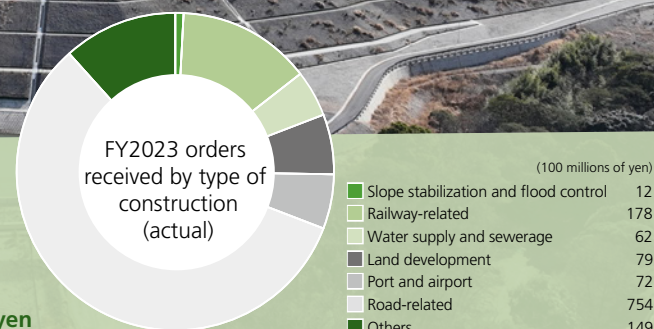 FY2023 orders
received by type of
construction
(actual)
(100 millions of yen)
Slope stabilization and flood control 12
Railway-related 178
Water supply and sewerage 62
Land development 79
Port and airport 72
Road-related 754
Others 149
yen